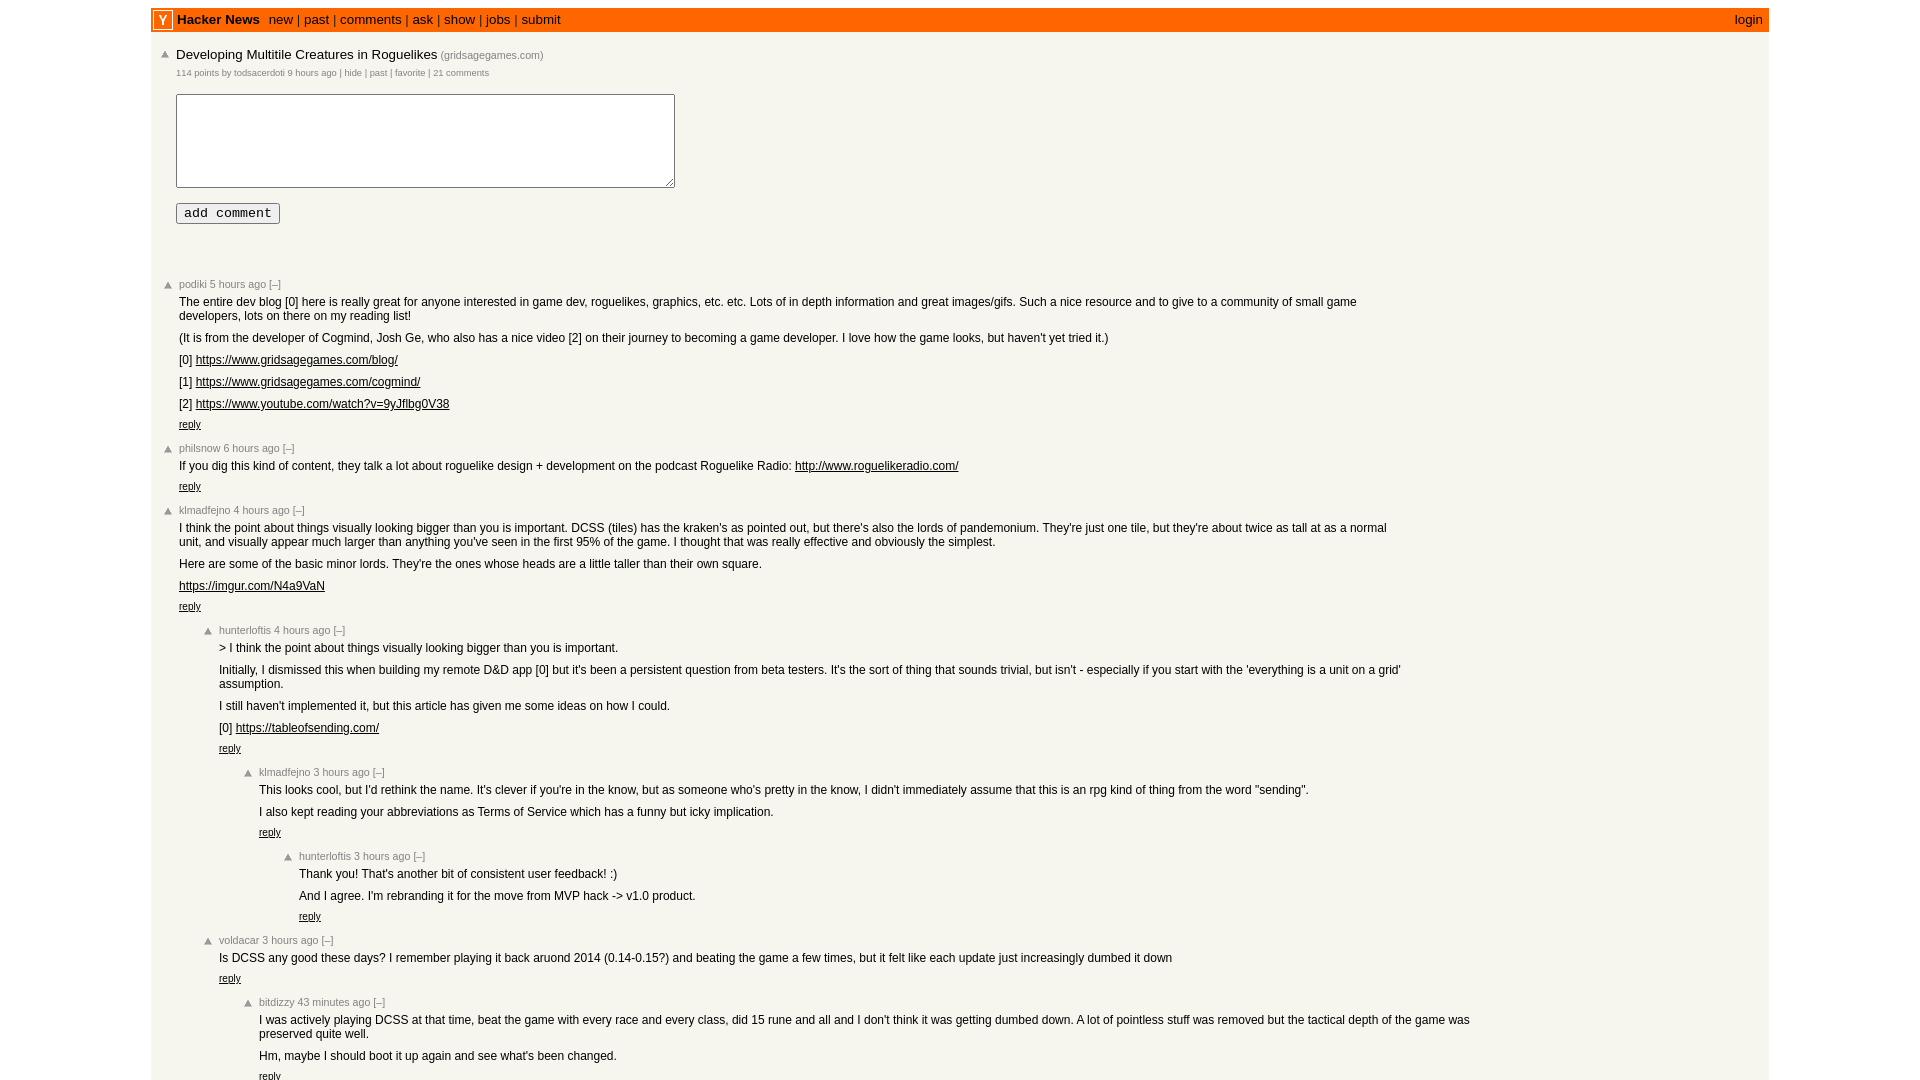 Y Hacker News new | past | comments | ask | show | jobs | submit login
Developing Multitile Creatures in Roguelikes (gridsagegames.com)
114 points by todsacerdoti 9 hours ago | hide | past | favorite | 21 comments
add comment
podiki 5 hours ago [–]
The entire dev blog [0] here is really great for anyone interested in game dev, roguelikes, graphics, etc. etc. Lots of in depth information and great images/gifs. Such a nice resource and to give to a community of small game
developers, lots on there on my reading list!
(It is from the developer of Cogmind, Josh Ge, who also has a nice video [2] on their journey to becoming a game developer. I love how the game looks, but haven't yet tried it.)
[0] https://www.gridsagegames.com/blog/
[1] https://www.gridsagegames.com/cogmind/
[2] https://www.youtube.com/watch?v=9yJflbg0V38
reply
philsnow 6 hours ago [–]
If you dig this kind of content, they talk a lot about roguelike design + development on the podcast Roguelike Radio: http://www.roguelikeradio.com/
reply
klmadfejno 4 hours ago [–]
I think the point about things visually looking bigger than you is important. DCSS (tiles) has the kraken's as pointed out, but there's also the lords of pandemonium. They're just one tile, but they're about twice as tall at as a normal
unit, and visually appear much larger than anything you've seen in the first 95% of the game. I thought that was really effective and obviously the simplest.
Here are some of the basic minor lords. They're the ones whose heads are a little taller than their own square.
https://imgur.com/N4a9VaN
reply
hunterloftis 4 hours ago [–]
> I think the point about things visually looking bigger than you is important.
Initially, I dismissed this when building my remote D&D app [0] but it's been a persistent question from beta testers. It's the sort of thing that sounds trivial, but isn't - especially if you start with the 'everything is a unit on a grid'
assumption.
I still haven't implemented it, but this article has given me some ideas on how I could.
[0] https://tableofsending.com/
reply
klmadfejno 3 hours ago [–]
This looks cool, but I'd rethink the name. It's clever if you're in the know, but as someone who's pretty in the know, I didn't immediately assume that this is an rpg kind of thing from the word "sending".
I also kept reading your abbreviations as Terms of Service which has a funny but icky implication.
reply
hunterloftis 3 hours ago [–]
Thank you! That's another bit of consistent user feedback! :)
And I agree. I'm rebranding it for the move from MVP hack -> v1.0 product.
reply
voldacar 3 hours ago [–]
Is DCSS any good these days? I remember playing it back aruond 2014 (0.14-0.15?) and beating the game a few times, but it felt like each update just increasingly dumbed it down
reply
bitdizzy 43 minutes ago [–]
I was actively playing DCSS at that time, beat the game with every race and every class, did 15 rune and all and I don't think it was getting dumbed down. A lot of pointless stuff was removed but the tactical depth of the game was
preserved quite well.
Hm, maybe I should boot it up again and see what's been changed.
reply